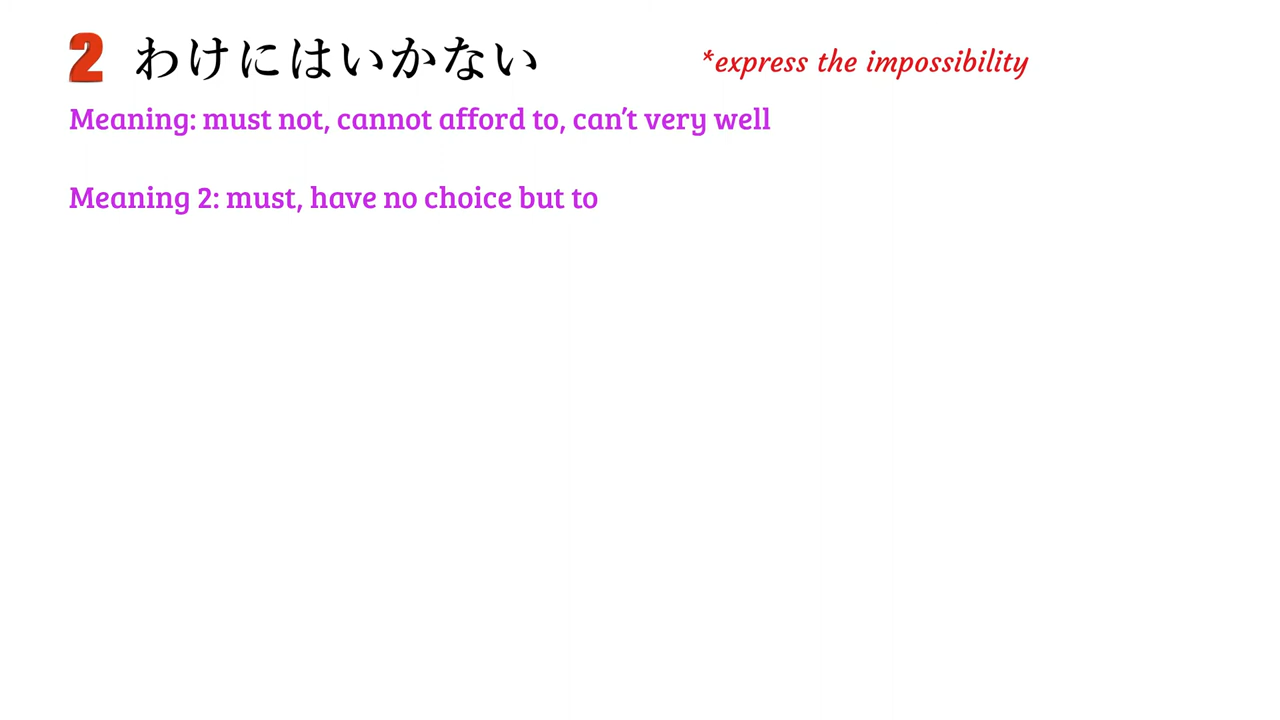 2 わけにはいかない *express the impossibility
Meaning: must not, cannot afford to, can't very well
Meaning 2: must, have no choice but to